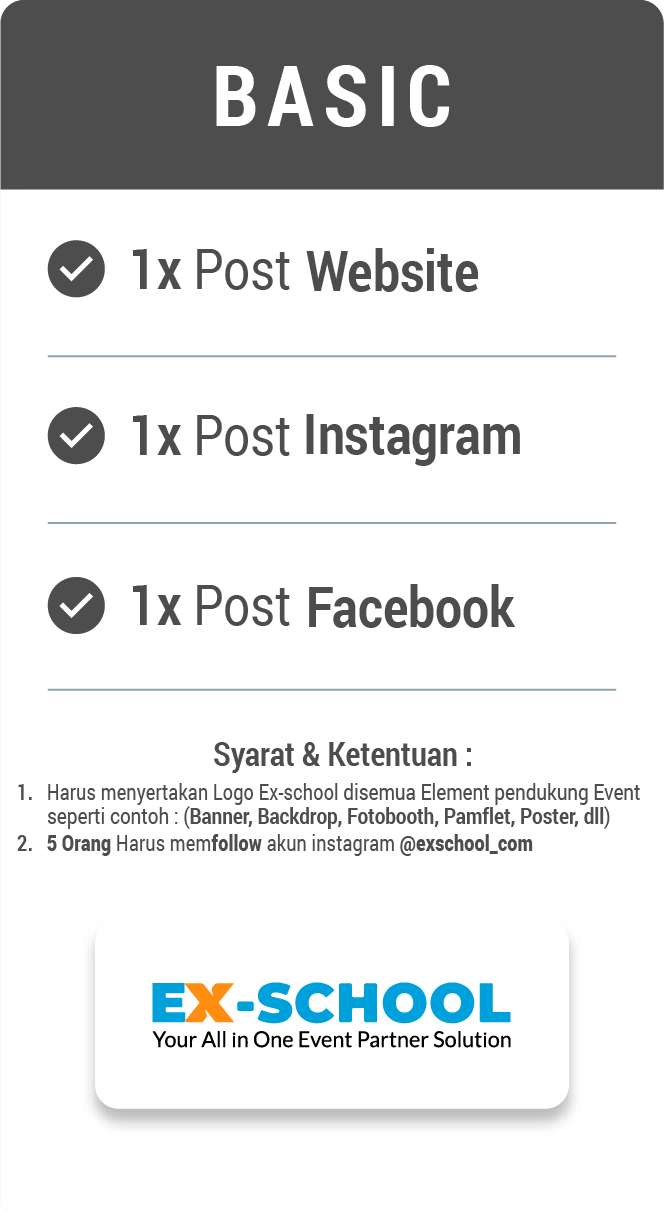 BASIC
1x Post Website
1x Post Instagram
1x Post Facebook
Syarat & Ketentuan :
1. Harus menyertakan Logo Ex-school disemua Element pendukung Event
seperti contoh : (Banner, Backdrop, Fotobooth, Pamflet, Poster, dll)
2. 5 Orang Harus memfollow akun instagram @exschool_com
EX-SCHOOL
Your All in One Event Partner Solution